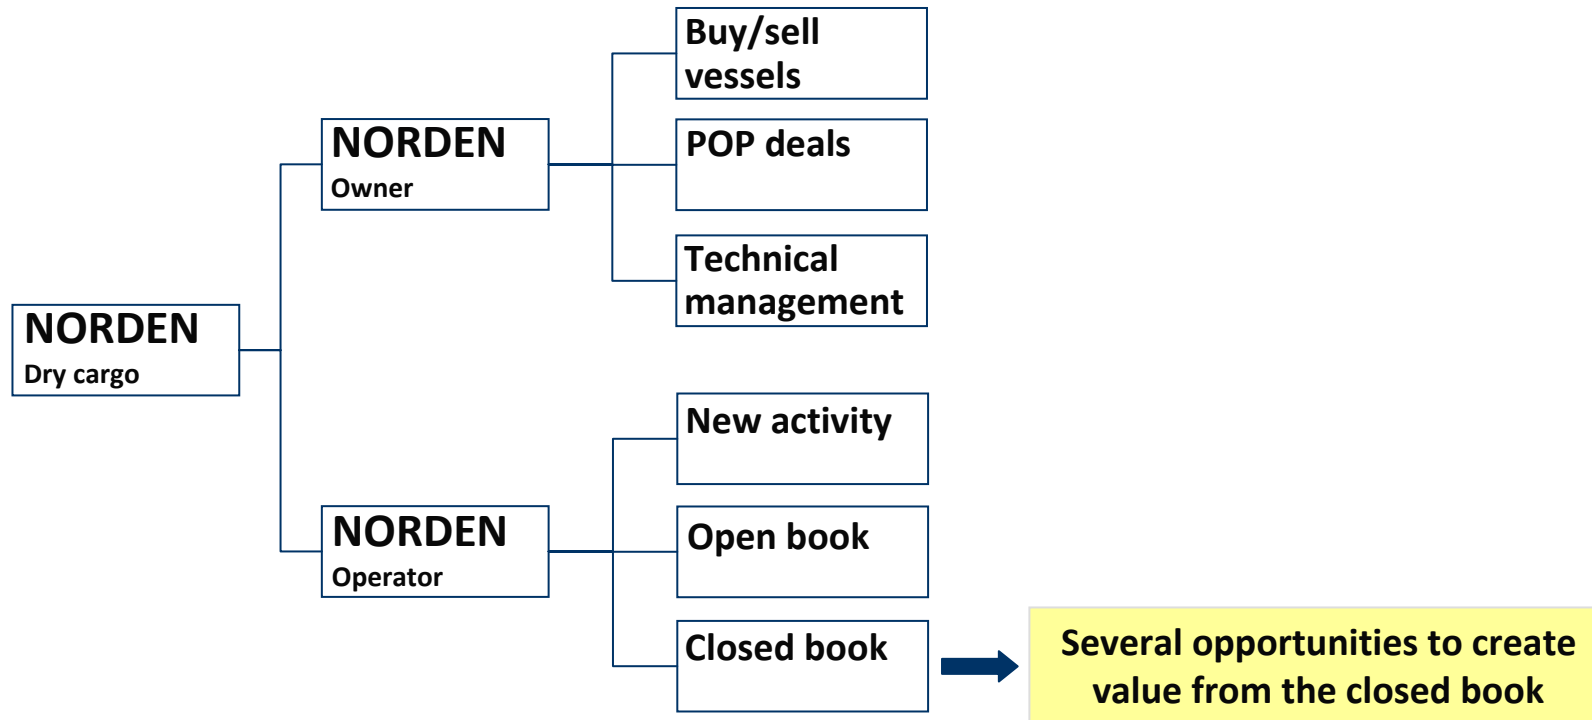 NORDEN
Dry cargo
NORDEN
Owner
Buy/sell
vessels
POP deals
Technical
management
NORDEN
Operator
New activity
Open book
Closed book
Several opportunities to create
value from the closed book